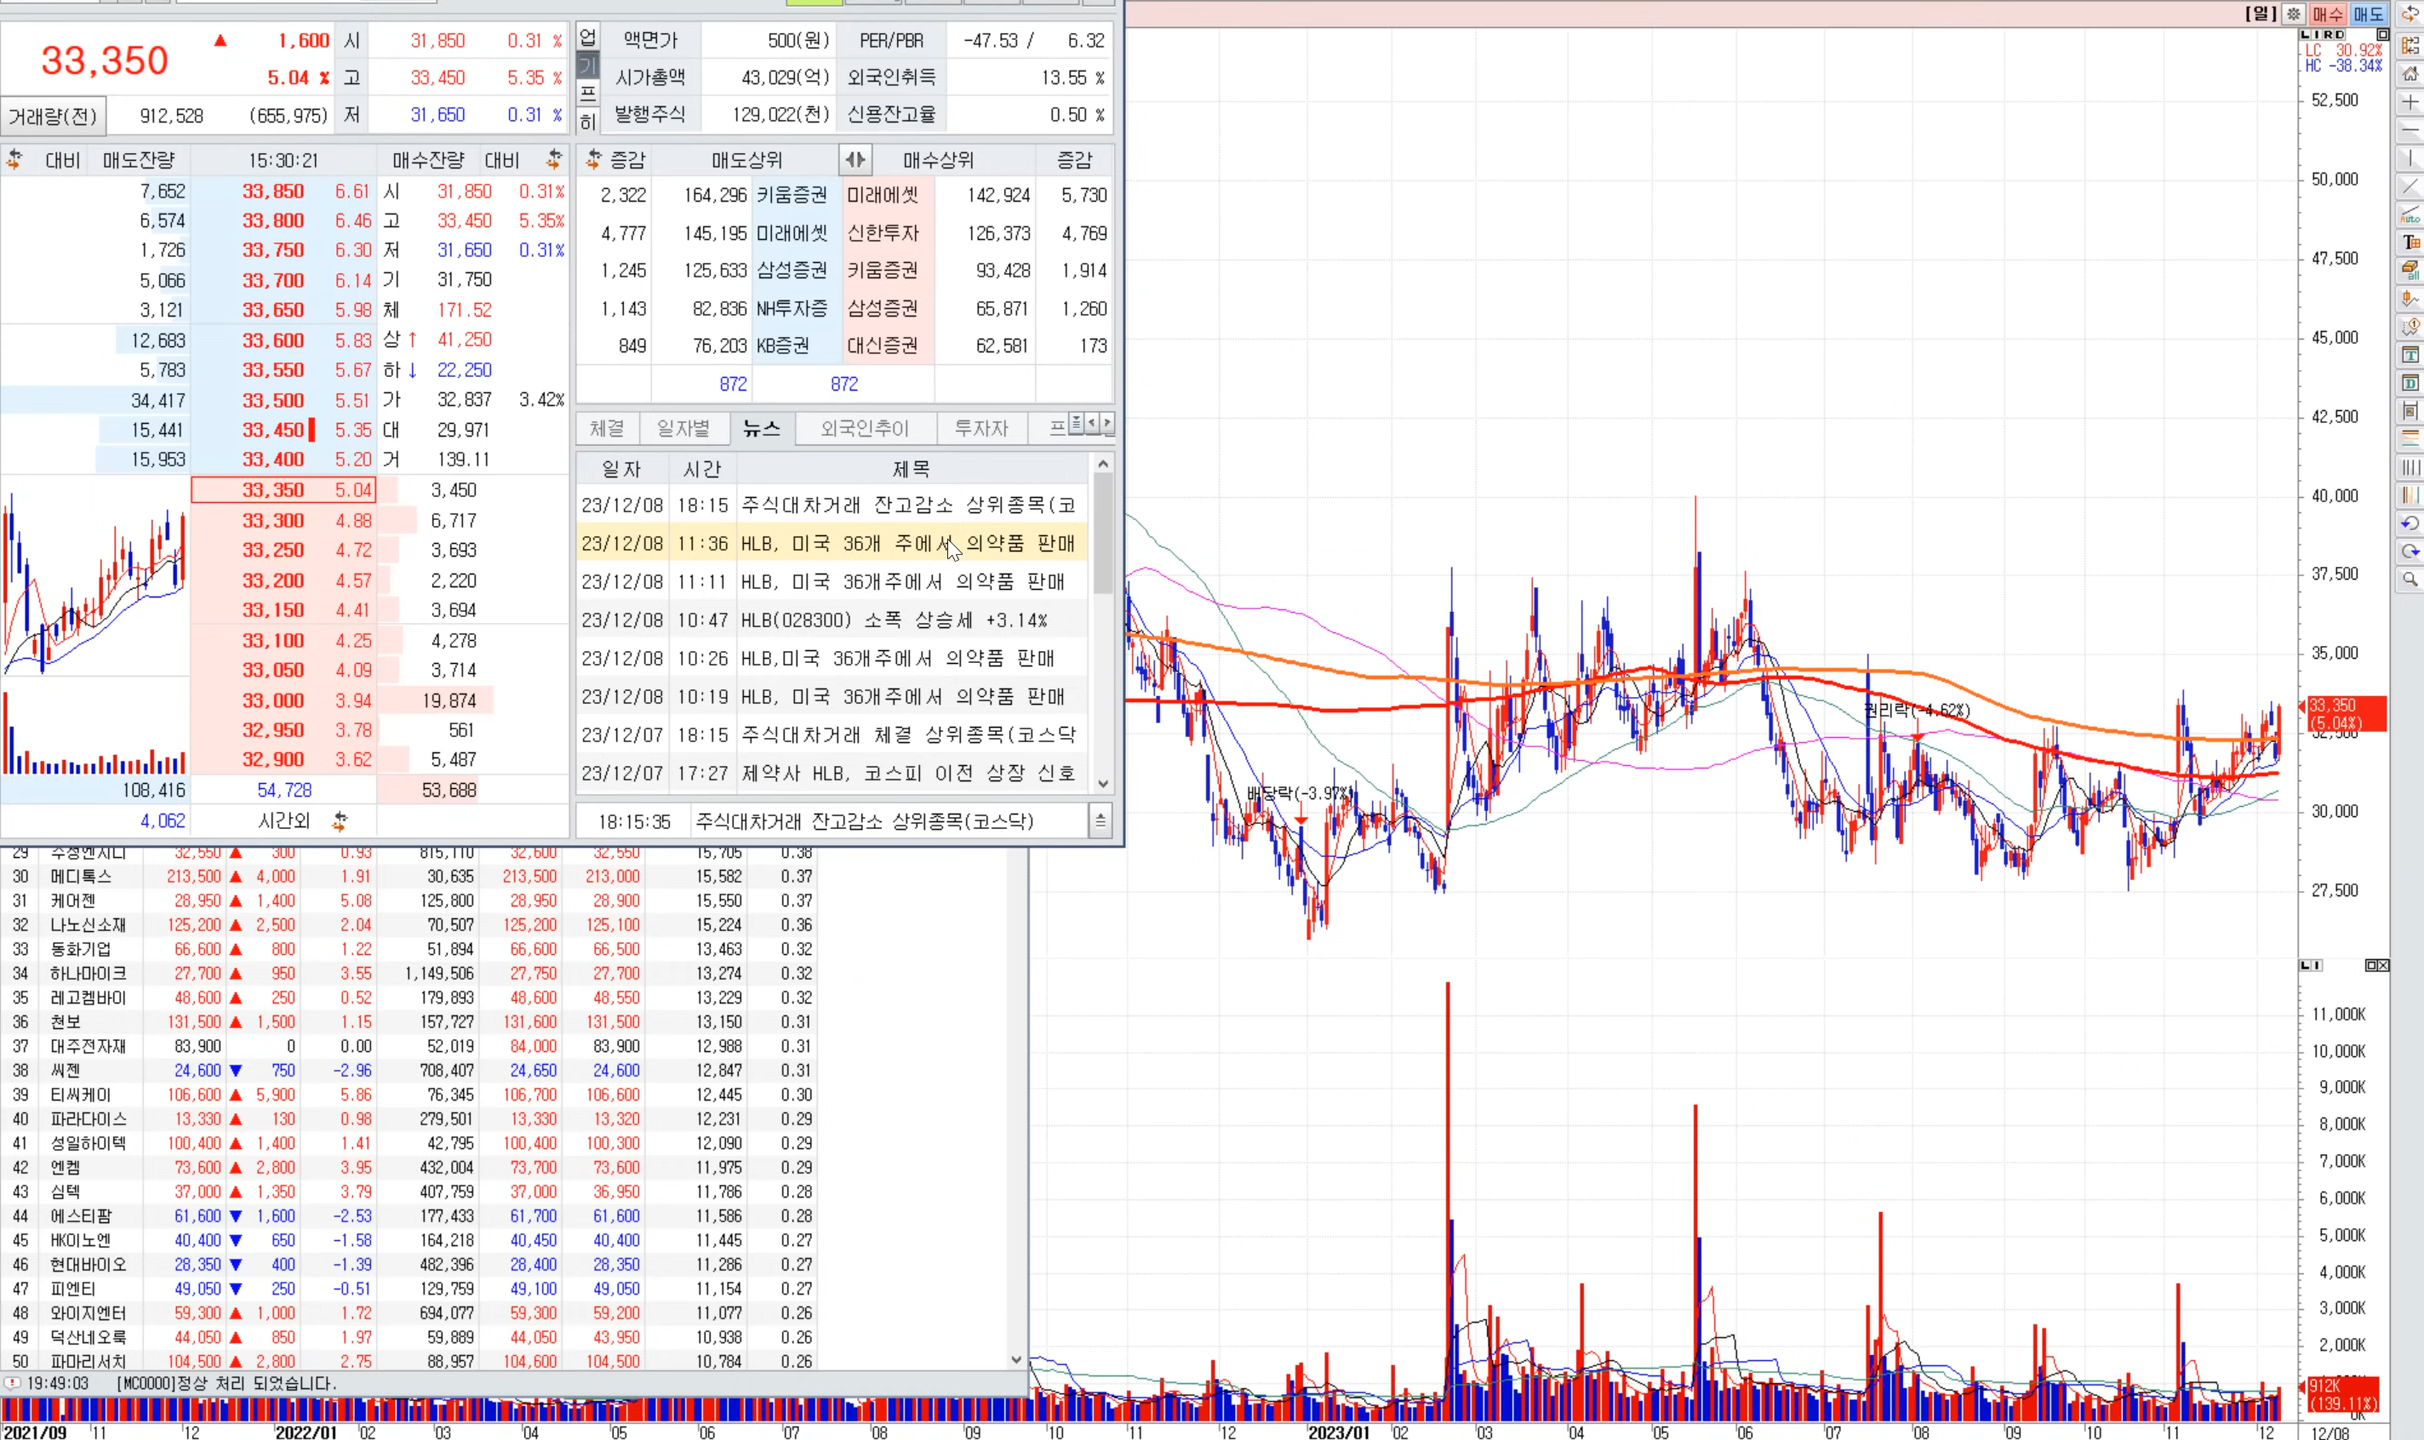 33,350 ▲ 1,600 시 31,850 0.31 %
5.04 % 고 33,450 5.35 %
거래량(전) 912,528 (655,975) 저 31,650 0.31 %
업
기
프
히
액면가 500(원) PER/PBR -47.53 / 6.32
시가총액 43,029(억) 외국인취득 13.55 %
발행주식 129,022(천) 신용잔고율 0.50 %
대비 매도잔량 15:30:21 매수잔량 대비
7,652 33,850 6.61 시 31,850 0.31%
6,574 33,800 6.46 고 33,450 5.35%
1,726 33,750 6.30 저 31,650 0.31%
5,066 33,700 6.14 기 31,750
3,121 33,650 5.98 체 171.52
12,683 33,600 5.83 상 ↑ 41,250
5,783 33,550 5.67 하 ↓ 22,250
34,417 33,500 5.51 가 32,837 3.42%
15,441 33,450 5.35 대 29,971
15,953 33,400 5.20 거 139.11
33,350 5.04 3,450
33,300 4.88 6,717
33,250 4.72 3,693
33,200 4.57 2,220
33,150 4.41 3,694
33,100 4.25 4,278
33,050 4.09 3,714
33,000 3.94 19,874
32,950 3.78 561
32,900 3.62 5,487
108,416 54,728 53,688
4,062 시간외
증감 매도상위 매수상위 증감
2,322 164,296 키움증권 미래에셋 142,924 5,730
4,777 145,195 미래에셋 신한투자 126,373 4,769
1,245 125,633 삼성증권 키움증권 93,428 1,914
1,143 82,836 NH투자증 삼성증권 65,871 1,260
849 76,203 KB증권 대신증권 62,581 173
872 872
체결 일자별 뉴스 외국인추이 투자자 프
일자 시간 제목
23/12/08 18:15 주식대차거래 잔고감소 상위종목(코
23/12/08 11:36 HLB, 미국 36개 주에서 의약품 판매
23/12/08 11:11 HLB, 미국 36개주에서 의약품 판매
23/12/08 10:47 HLB(028300) 소폭 상승세 +3.14%
23/12/08 10:26 HLB,미국 36개주에서 의약품 판매
23/12/08 10:19 HLB, 미국 36개주에서 의약품 판매
23/12/07 18:15 주식대차거래 체결 상위종목(코스닥
23/12/07 17:27 제약사 HLB, 코스피 이전 상장 신호
18:15:35 주식대차거래 잔고감소 상위종목(코스닥)
29 수성엔지니 32,550 ▲ 300 0.93 815,110 32,600 32,550 15,705 0.38
30 메디톡스 213,500 ▲ 4,000 1.91 30,635 213,500 213,000 15,582 0.37
31 케어젠 28,950 ▲ 1,400 5.08 125,800 28,950 28,900 15,550 0.37
32 나노신소재 125,200 ▲ 2,500 2.04 70,507 125,200 125,100 15,224 0.36
33 동화기업 66,600 ▲ 800 1.22 51,894 66,600 66,500 13,463 0.32
34 하나마이크 27,700 ▲ 950 3.55 1,149,506 27,750 27,700 13,274 0.32
35 레고켐바이 48,600 ▲ 250 0.52 179,893 48,600 48,550 13,229 0.32
36 천보 131,500 ▲ 1,500 1.15 157,727 131,600 131,500 13,150 0.31
37 대주전자재 83,900 0 0.00 52,019 84,000 83,900 12,988 0.31
38 씨젠 24,600 ▼ 750 -2.96 708,407 24,650 24,600 12,847 0.31
39 티씨케이 106,600 ▲ 5,900 5.86 76,345 106,700 106,600 12,445 0.30
40 파라다이스 13,330 ▲ 130 0.98 279,501 13,330 13,320 12,231 0.29
41 성일하이텍 100,400 ▲ 1,400 1.41 42,795 100,400 100,300 12,090 0.29
42 엔켐 73,600 ▲ 2,800 3.95 432,004 73,700 73,600 11,975 0.29
43 심텍 37,000 ▲ 1,350 3.79 407,759 37,000 36,950 11,786 0.28
44 에스티팜 61,600 ▼ 1,600 -2.53 177,433 61,700 61,600 11,586 0.28
45 HK이노엔 40,400 ▼ 650 -1.58 164,218 40,450 40,400 11,445 0.27
46 현대바이오 28,350 ▼ 400 -1.39 482,396 28,400 28,350 11,286 0.27
47 피엔티 49,050 ▼ 250 -0.51 129,759 49,100 49,050 11,154 0.27
48 와이지엔터 59,300 ▲ 1,000 1.72 694,077 59,300 59,200 11,077 0.26
49 덕산네오룩 44,050 ▲ 850 1.97 59,889 44,050 43,950 10,938 0.26
50 파마리서치 104,500 ▲ 2,800 2.75 88,957 104,600 104,500 10,784 0.26
19:49:03 [MC0000]정상 처리 되었습니다.
[일] 매수 매도
L I R D
LC 30.92%
HC -38.34%
52,500
50,000
47,500
45,000
42,500
40,000
37,500
35,000
33,350
(5.04%)
32,500
30,000
27,500
권리락(-4.62%)
배당락(-3.97%)
L I
11,000K
10,000K
9,000K
8,000K
7,000K
6,000K
5,000K
4,000K
3,000K
2,000K
912K
(139.11%)
0K
2021/09 11 12 2022/01 02 03 04 05 06 07 08 09 10 11 12 2023/01 02 03 04 05 06 07 08 09 10 11 12 12/08
Auto
T
all
T
D